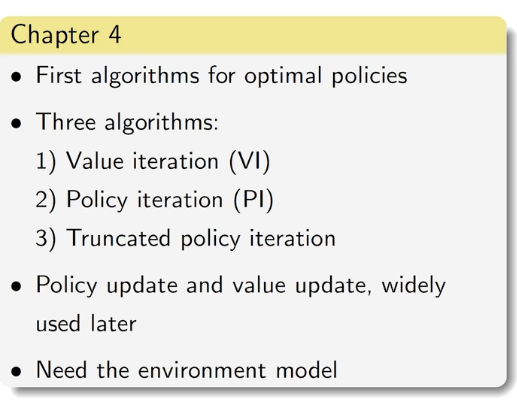 Chapter 4
• First algorithms for optimal policies
• Three algorithms:
1) Value iteration (VI)
2) Policy iteration (PI)
3) Truncated policy iteration
• Policy update and value update, widely
used later
• Need the environment model